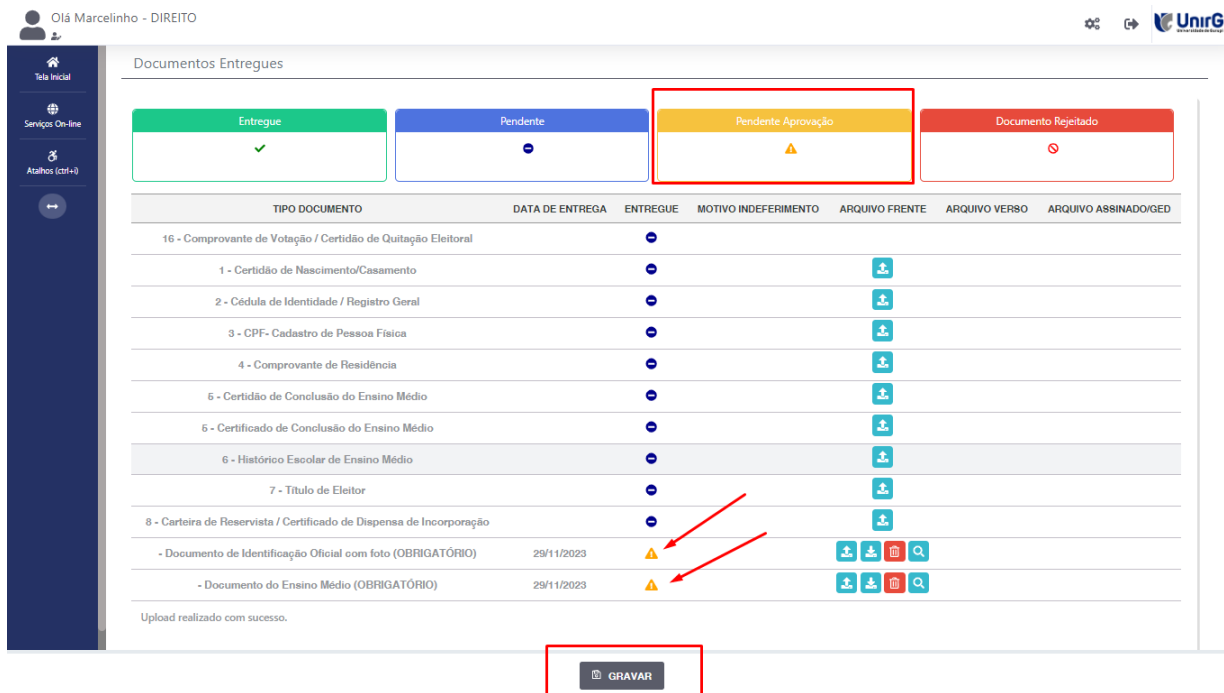 Olá Marcelinho - DIREITO
UnirG
Tela Inicial
Serviços On-line
Atalhos (ctrl+i)
Documentos Entregues
Entregue Pendente Pendente Aprovação Documento Rejeitado
TIPO DOCUMENTO DATA DE ENTREGA ENTREGUE MOTIVO INDEFERIMENTO ARQUIVO FRENTE ARQUIVO VERSO ARQUIVO ASSINADO/GED
16 - Comprovante de Votação / Certidão de Quitação Eleitoral
1 - Certidão de Nascimento/Casamento
2 - Cédula de Identidade / Registro Geral
3 - CPF- Cadastro de Pessoa Física
4 - Comprovante de Residência
5 - Certidão de Conclusão do Ensino Médio
5 - Certificado de Conclusão do Ensino Médio
6 - Histórico Escolar de Ensino Médio
7 - Título de Eleitor
8 - Carteira de Reservista / Certificado de Dispensa de Incorporação
- Documento de Identificação Oficial com foto (OBRIGATÓRIO) 29/11/2023
- Documento do Ensino Médio (OBRIGATÓRIO) 29/11/2023
Upload realizado com sucesso.
GRAVAR